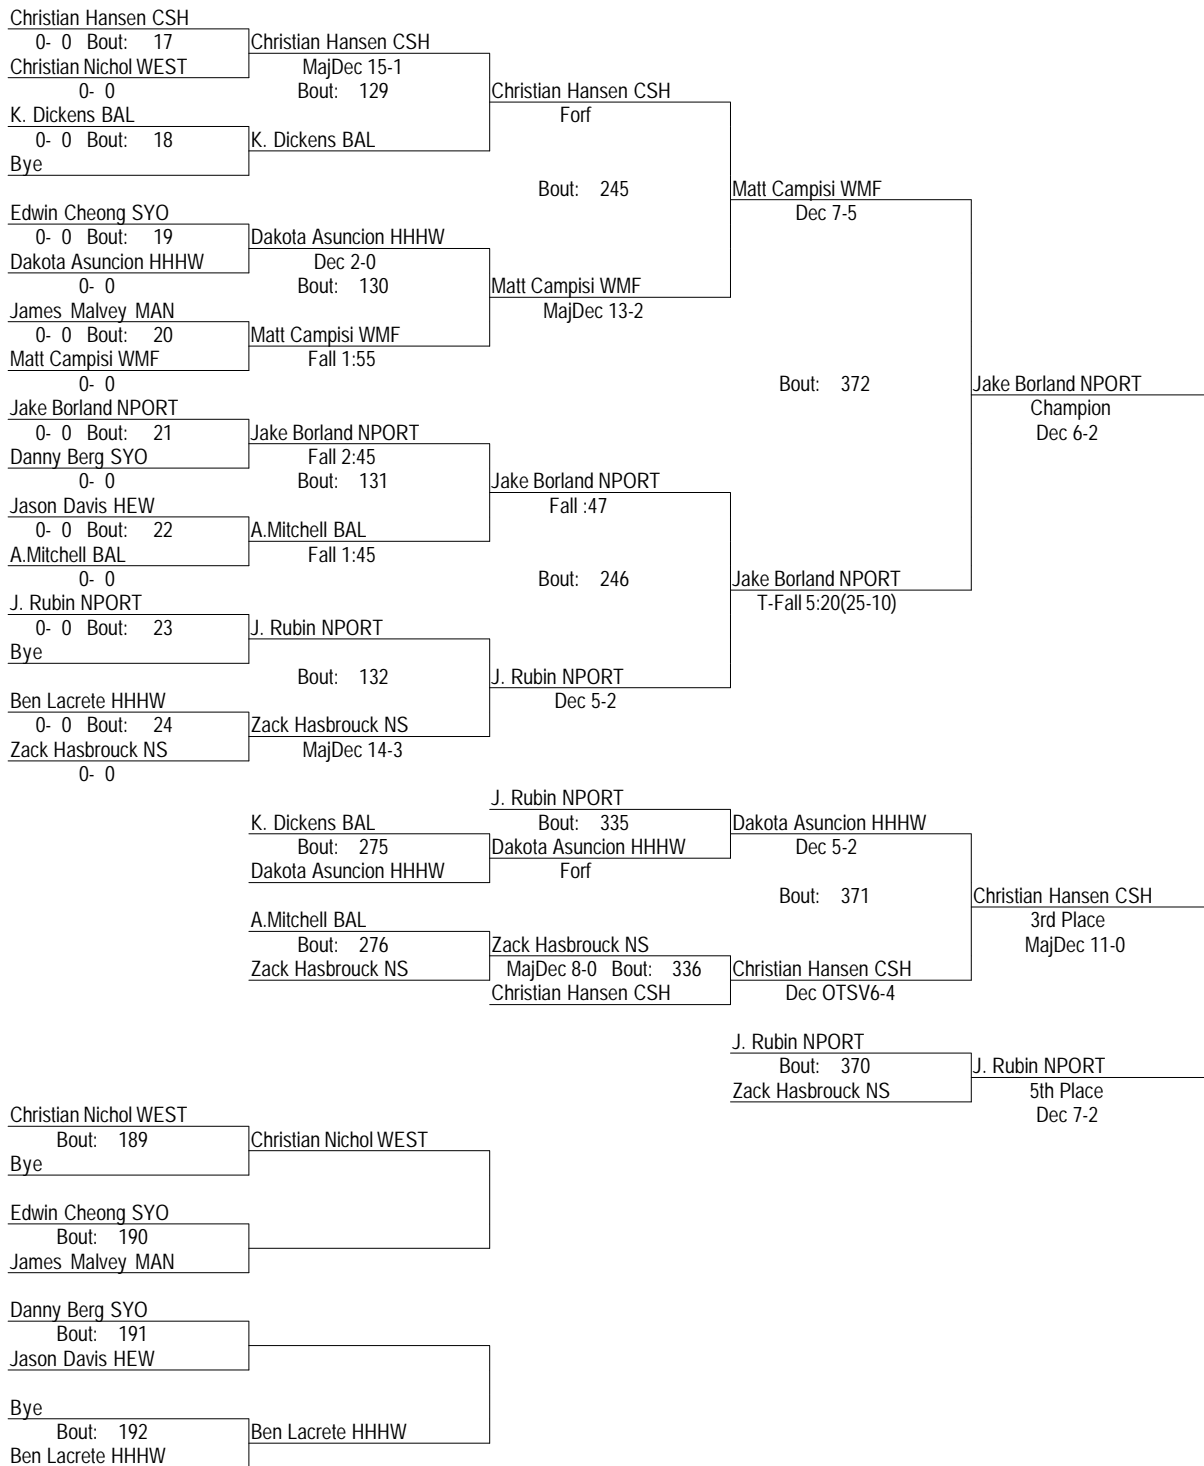 Christian Hansen CSH
0- 0 Bout: 17
Christian Hansen CSH
Christian Nichol WEST
MajDec 15-1
0- 0
Bout: 129
Christian Hansen CSH
K. Dickens BAL
Forf
0- 0 Bout: 18
K. Dickens BAL
Bye
Bout: 245
Matt Campisi WMF
Edwin Cheong SYO
Dec 7-5
0- 0 Bout: 19
Dakota Asuncion HHHW
Dakota Asuncion HHHW
Dec 2-0
0- 0
Bout: 130
Matt Campisi WMF
James Malvey MAN
MajDec 13-2
0- 0 Bout: 20
Matt Campisi WMF
Matt Campisi WMF
Fall 1:55
0- 0
Bout: 372
Jake Borland NPORT
Jake Borland NPORT
Champion
0- 0 Bout: 21
Jake Borland NPORT
Dec 6-2
Danny Berg SYO
Fall 2:45
0- 0
Bout: 131
Jake Borland NPORT
Jason Davis HEW
Fall :47
0- 0 Bout: 22
A.Mitchell BAL
A.Mitchell BAL
Fall 1:45
0- 0
Bout: 246
Jake Borland NPORT
J. Rubin NPORT
T-Fall 5:20(25-10)
0- 0 Bout: 23
J. Rubin NPORT
Bye
Bout: 132
J. Rubin NPORT
Ben Lacrete HHHW
Dec 5-2
0- 0 Bout: 24
Zack Hasbrouck NS
Zack Hasbrouck NS
MajDec 14-3
0- 0
J. Rubin NPORT
K. Dickens BAL
Bout: 335
Dakota Asuncion HHHW
Bout: 275
Dakota Asuncion HHHW
Dec 5-2
Dakota Asuncion HHHW
Forf
Bout: 371
Christian Hansen CSH
A.Mitchell BAL
3rd Place
Bout: 276
Zack Hasbrouck NS
MajDec 11-0
Zack Hasbrouck NS
MajDec 8-0 Bout: 336
Christian Hansen CSH
Christian Hansen CSH
Dec OTSV6-4
J. Rubin NPORT
Bout: 370
J. Rubin NPORT
Zack Hasbrouck NS
5th Place
Dec 7-2
Christian Nichol WEST
Bout: 189
Christian Nichol WEST
Bye
Edwin Cheong SYO
Bout: 190
James Malvey MAN
Danny Berg SYO
Bout: 191
Jason Davis HEW
Bye
Bout: 192
Ben Lacrete HHHW
Ben Lacrete HHHW